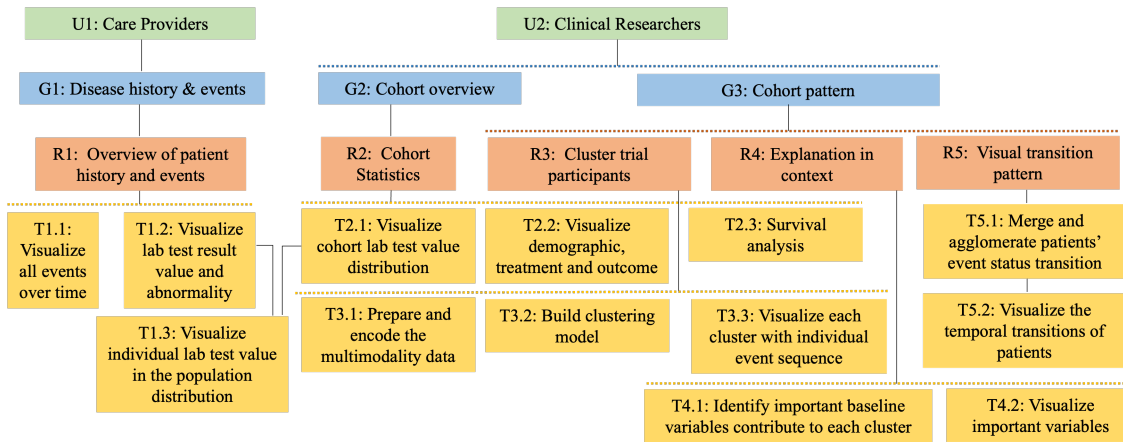 U1: Care Providers
U2: Clinical Researchers
G1: Disease history & events
G2: Cohort overview
G3: Cohort pattern
R1:  Overview of patient
history and events
R2:  Cohort
Statistics
R3:  Cluster trial
participants
R4:  Explanation in
context
R5:  Visual transition
pattern
T1.1:
Visualize
all events
over time
T1.2: Visualize
lab test result
value and
abnormality
T1.3: Visualize
individual lab test value
in the population
distribution
T2.1: Visualize
cohort lab test value
distribution
T2.2: Visualize
demographic,
treatment and outcome
T2.3: Survival
analysis
T3.1: Prepare and
encode the
multimodality data
T3.2: Build clustering
model
T3.3: Visualize each
cluster with individual
event sequence
T5.1: Merge and
agglomerate patients’
event status transition
T5.2: Visualize the
temporal transitions of
patients
T4.1: Identify important baseline
variables contribute to each cluster
T4.2: Visualize
important variables